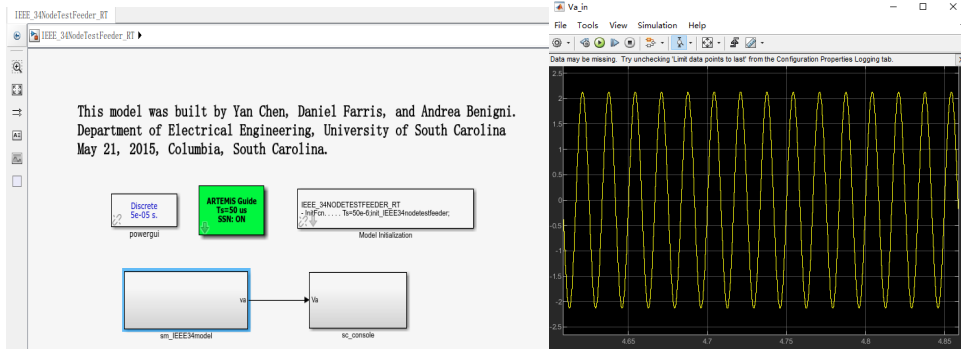 IEEE_34NodeTestFeeder_RT
IEEE_34NodeTestFeeder_RT
This model was built by Yan Chen, Daniel Farris, and Andrea Benigni.
Department of Electrical Engineering, University of South Carolina
May 21, 2015, Columbia, South Carolina.
Discrete
5e-05 s.
powergui
ARTEMiS Guide
Ts=50 us
SSN: ON
IEEE_34NODETESTFEEDER_RT
- InitFcn. . . . . Ts=50e-6;init_IEEE34nodetestfeeder;
Model Initialization
va
Va
sm_IEEE34model
sc_console
Va_in
File Tools View Simulation Help
Data may be missing. Try unchecking 'Limit data points to last' from the Configuration Properties Logging tab.
2.5
2
1
0.5
0
-0.5
-1
-2
-2.5
4.65 4.7 4.75 4.8 4.85